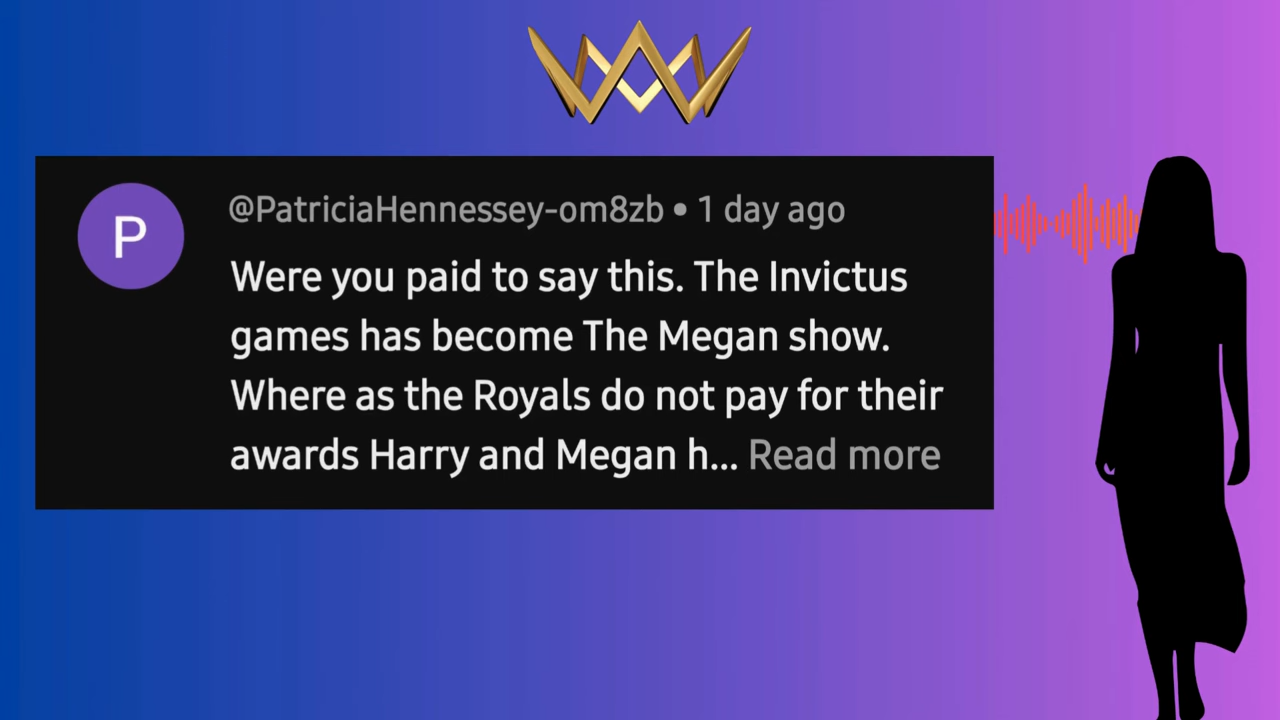 P
@PatriciaHennessey-om8zb • 1 day ago
Were you paid to say this. The Invictus
games has become The Megan show.
Where as the Royals do not pay for their
awards Harry and Megan h... Read more